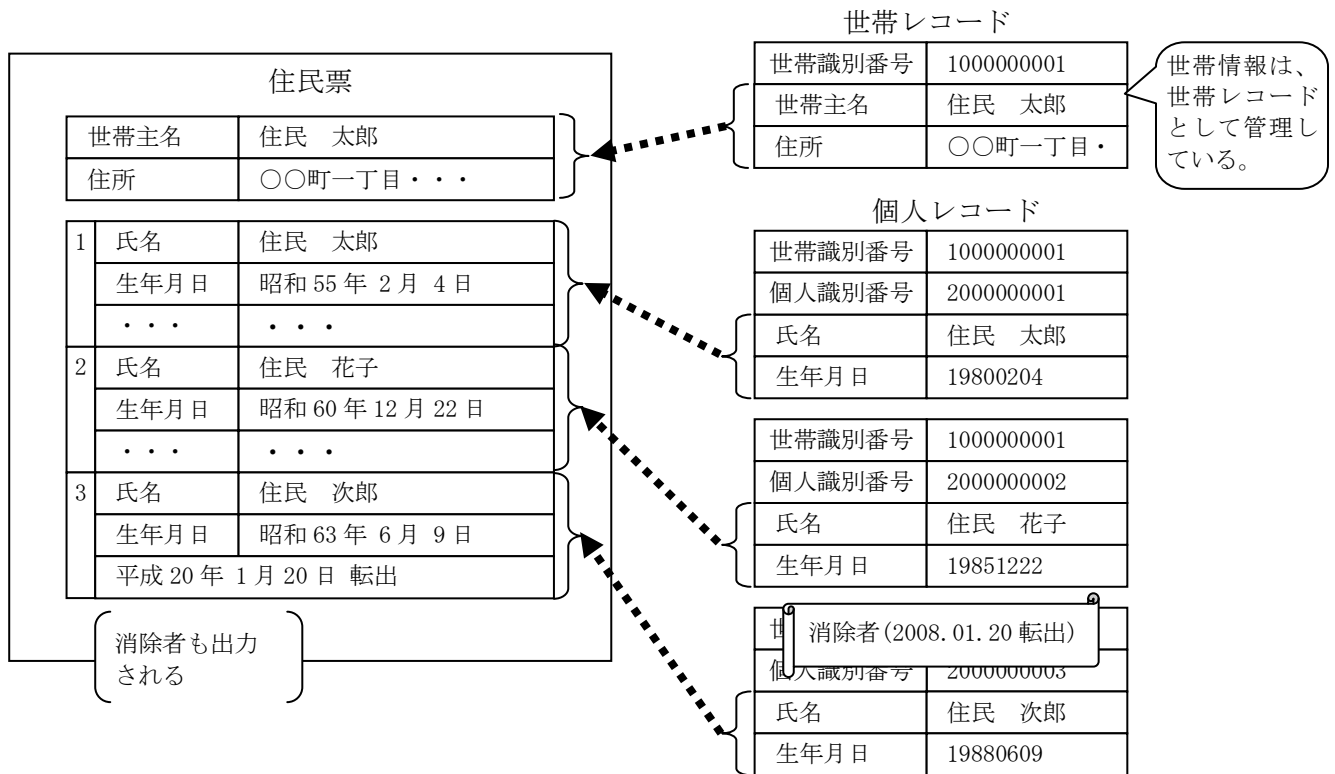 住民票
世帯主名 住民 太郎
住所 ○○町一丁目・・・
1 氏名 住民 太郎
生年月日 昭和 55 年 2 月 4 日
・・・ ・・・
2 氏名 住民 花子
生年月日 昭和 60 年 12 月 22 日
・・・ ・・・
3 氏名 住民 次郎
生年月日 昭和 63 年 6 月 9 日
平成 20 年 1 月 20 日 転出
消除者も出力
される
世帯レコード
世帯識別番号 1000000001
世帯主名 住民 太郎
住所 ○○町一丁目・
世帯情報は、
世帯レコード
として管理し
ている。
個人レコード
世帯識別番号 1000000001
個人識別番号 2000000001
氏名 住民 太郎
生年月日 19800204
世帯識別番号 1000000001
個人識別番号 2000000002
氏名 住民 花子
生年月日 19851222
消除者(2008.01.20 転出)
個人識別番号 2000000003
氏名 住民 次郎
生年月日 19880609